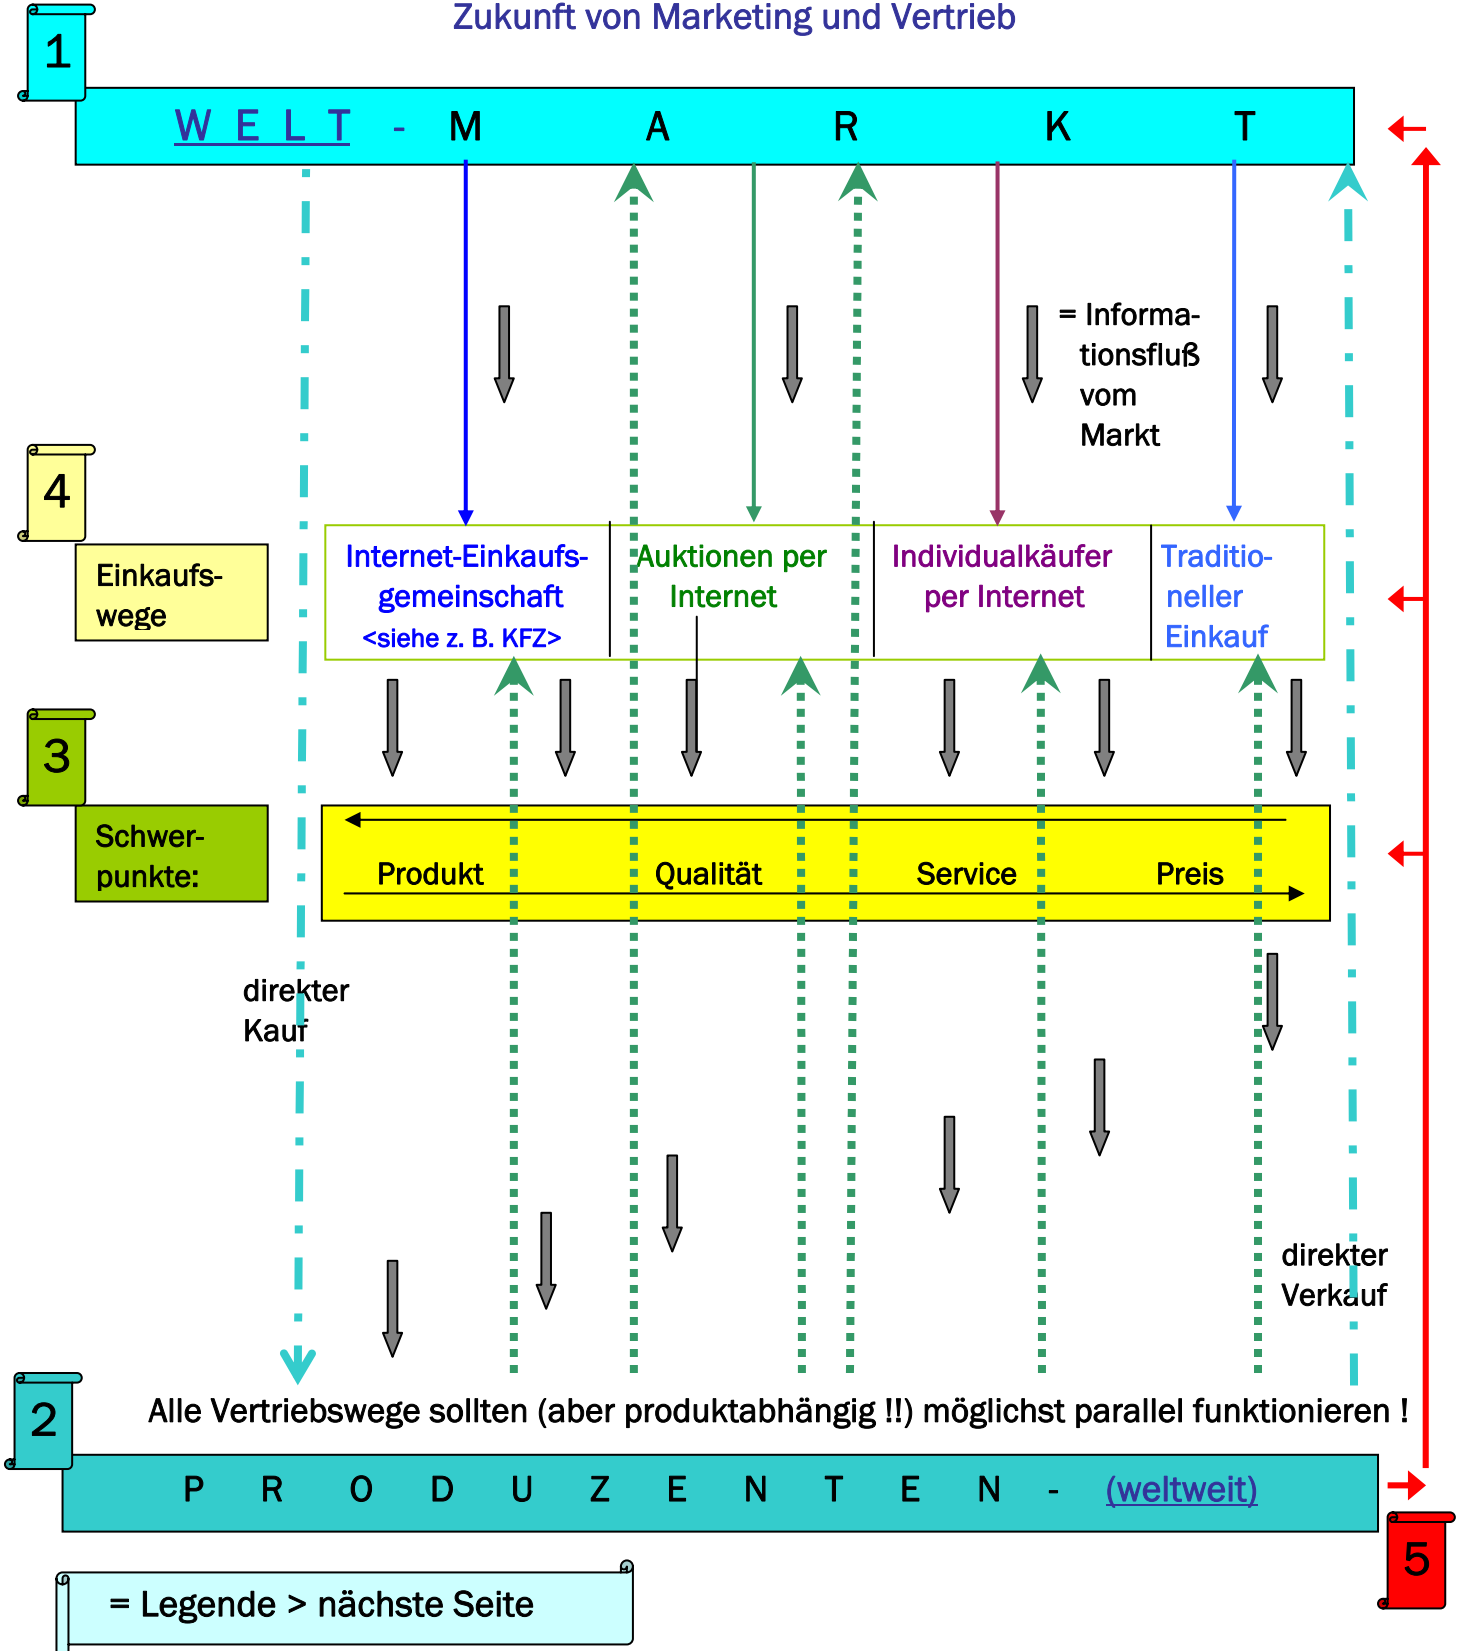 Zukunft von Marketing und Vertrieb
1
W E L T - M A R K T
= Informa-
tionsfluß
vom
Markt
4
Einkaufs-
wege
Internet-Einkaufs-
gemeinschaft
<siehe z. B. KFZ>
Auktionen per
Internet
Individualkäufer
per Internet
Traditio-
neller
Einkauf
3
Schwer-
punkte:
Produkt Qualität Service Preis
direkter
Kauf
direkter
Verkauf
2
Alle Vertriebswege sollten (aber produktabhängig !!) möglichst parallel funktionieren !
P R O D U Z E N T E N - (weltweit)
5
= Legende > nächste Seite